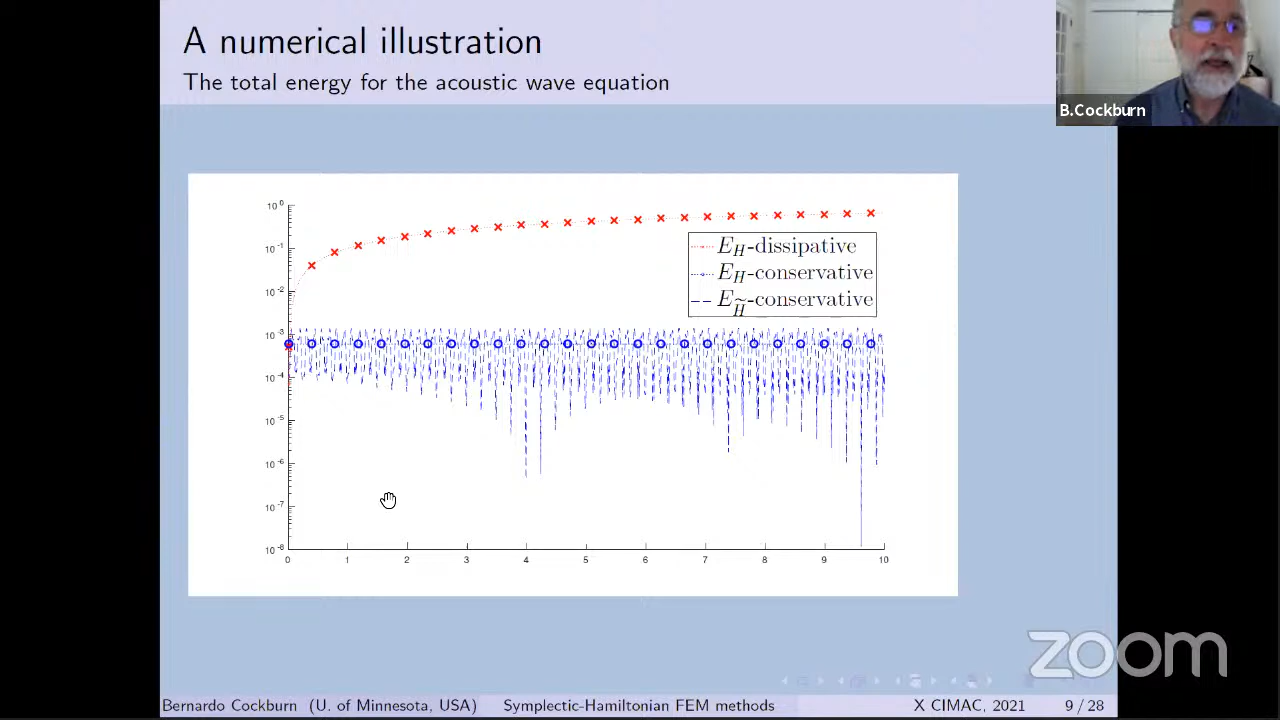 A numerical illustration
The total energy for the acoustic wave equation
B.Cockburn
10^0
10^-1
10^-2
10^-3
10^-4
10^-5
10^-6
10^-7
10^-8
E_H-dissipative
E_H-conservative
E_H̃-conservative
0 1 2 3 4 5 6 7 8 9 10
zoom
Bernardo Cockburn (U. of Minnesota, USA) Symplectic-Hamiltonian FEM methods X CIMAC, 2021 9 / 28